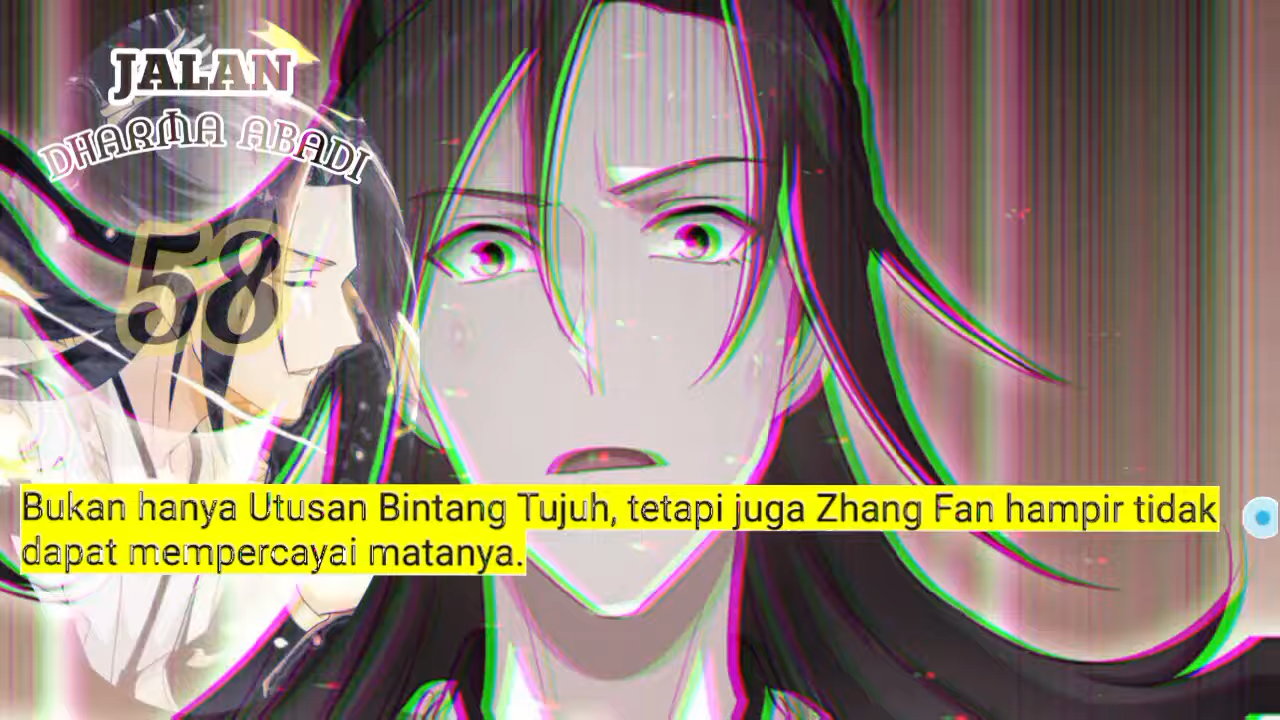 JALAN
DHARMA ABADI
58
Bukan hanya Utusan Bintang Tujuh, tetapi juga Zhang Fan hampir tidak
dapat mempercayai matanya.